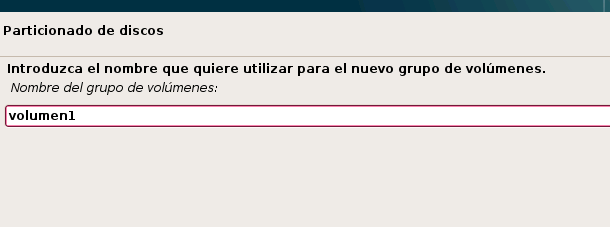 Particionado de discos
Introduzca el nombre que quiere utilizar para el nuevo grupo de volúmenes.
Nombre del grupo de volúmenes:
volumen1